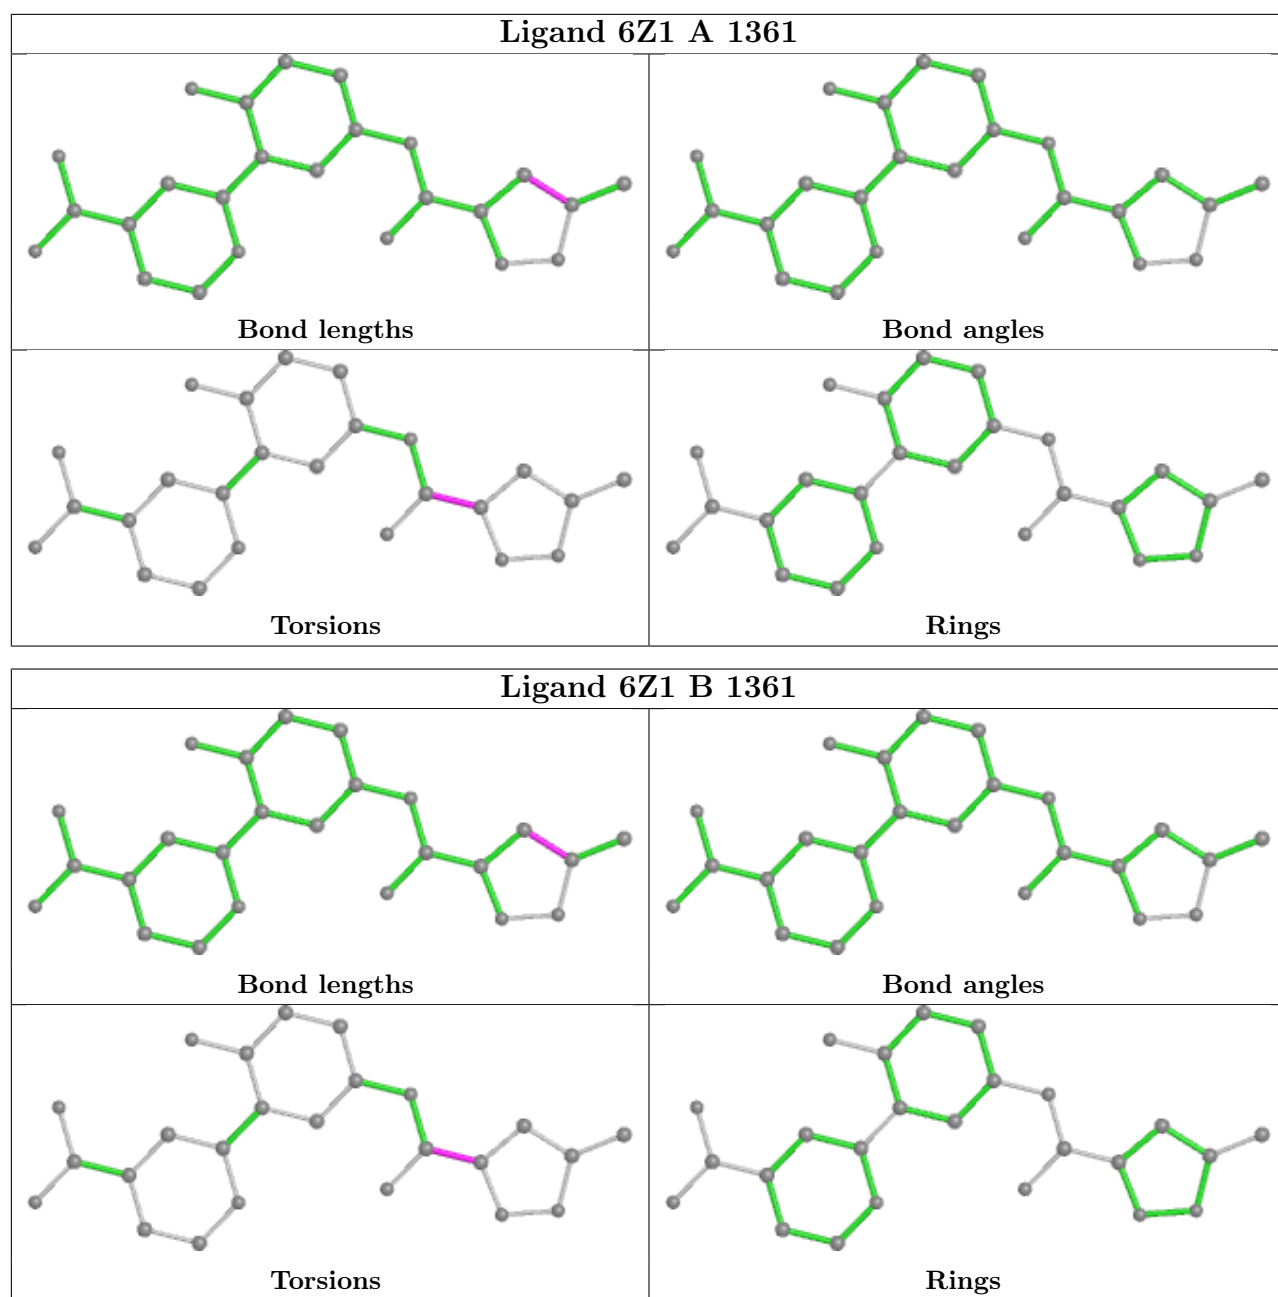 Ligand 6Z1 A 1361
Bond lengths
Bond angles
Torsions
Rings
Ligand 6Z1 B 1361
Bond lengths
Bond angles
Torsions
Rings